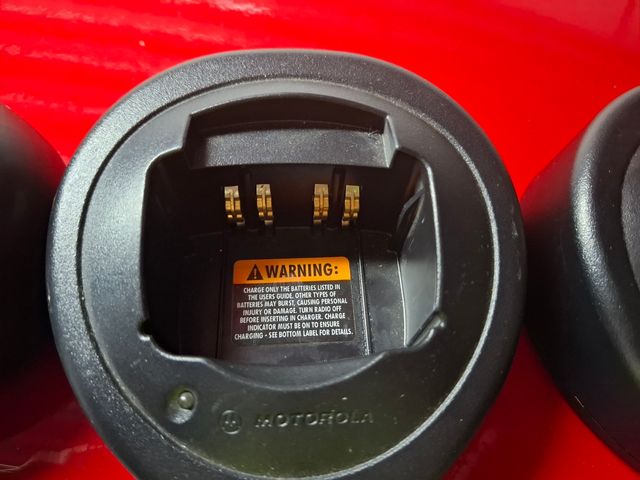 WARNING:
CHARGE ONLY THE BATTERIES LISTED IN
THE USERS GUIDE. OTHER TYPES OF
BATTERIES MAY BURST, CAUSING PERSONAL
INJURY OR DAMAGE. TURN RADIO OFF
BEFORE INSERTING IN CHARGER. CHARGE
INDICATOR MUST BE ON TO ENSURE
CHARGING - SEE BOTTOM LABEL FOR DETAILS.
MOTOROLA